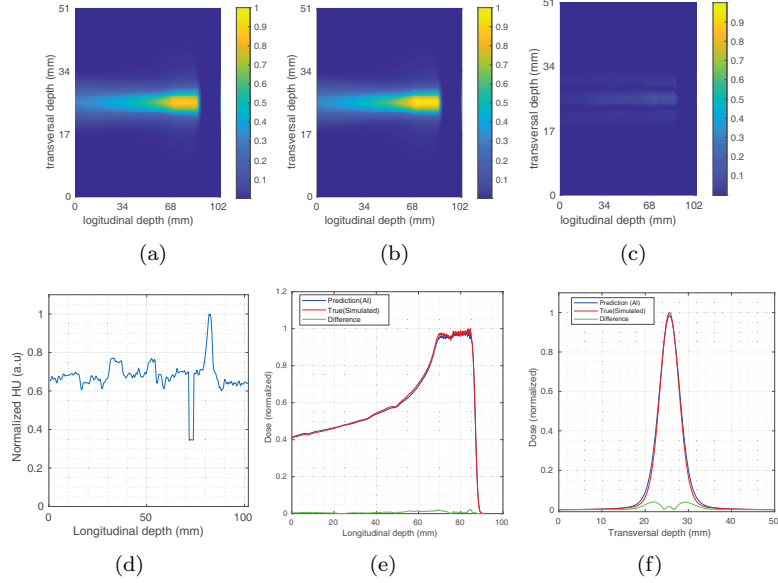 51
34
17
0
transversal depth (mm)
0 34 68 102
logitudinal depth (mm)
1
0.9
0.8
0.7
0.6
0.5
0.4
0.3
0.2
0.1
(a)
51
34
17
0
transversal depth (mm)
0 34 68 102
logitudinal depth (mm)
1
0.9
0.8
0.7
0.6
0.5
0.4
0.3
0.2
0.1
(b)
51
34
17
0
transversal depth (mm)
0 34 68 102
logitudinal depth (mm)
0.9
0.8
0.7
0.6
0.5
0.4
0.3
0.2
0.1
(c)
1
0.8
0.6
0.4
0.2
0
Normalized HU (a.u)
0 50 100
Longitudinal depth (mm)
(d)
1.2
1
0.8
0.6
0.4
0.2
0
Dose (normalized)
Prediction(AI)
True(Simulated)
Difference
0 20 40 60 80 100
Longitudinal depth (mm)
(e)
1
0.8
0.6
0.4
0.2
0
Dose (normalized)
Prediction (AI)
True(Simulated)
Difference
0 10 20 30 40 50
Transversal depth (mm)
(f)